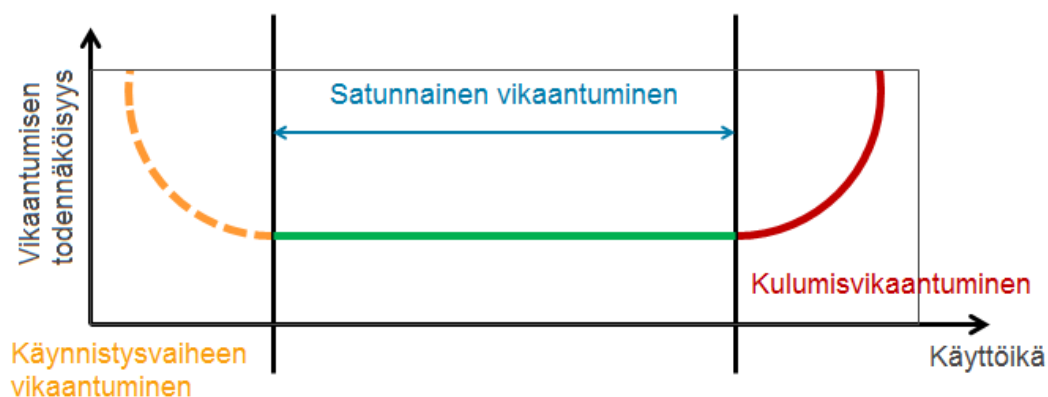 Vikaantumisen
todennäköisyys
Satunnainen vikaantuminen
Kulumisvikaantuminen
Käynnistysvaiheen
vikaantuminen
Käyttöikä